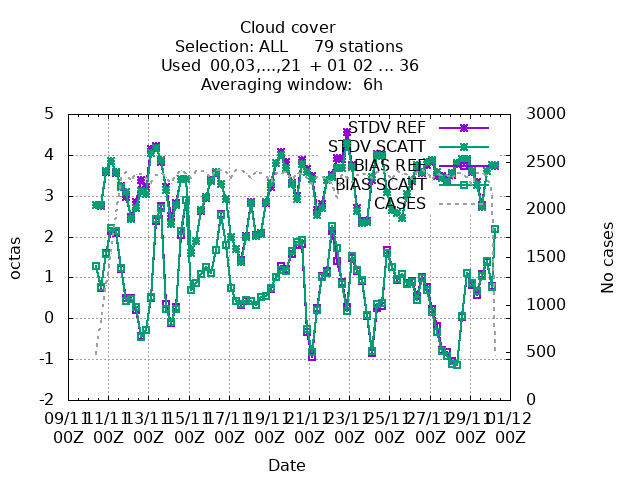 Cloud cover
Selection: ALL     79 stations
Used  00,03,...,21  + 01 02 ... 36
Averaging window:  6h
STDV REF
STDV SCATT
BIAS REF
BIAS SCATT
CASES
octas
5
4
3
2
1
0
-1
-2
No cases
3000
2500
2000
1500
1000
500
0
09/11 11/11 13/11 15/11 17/11 19/11 21/11 23/11 25/11 27/11 29/11 01/12
00Z 00Z 00Z 00Z 00Z 00Z 00Z 00Z 00Z 00Z 00Z 00Z
Date